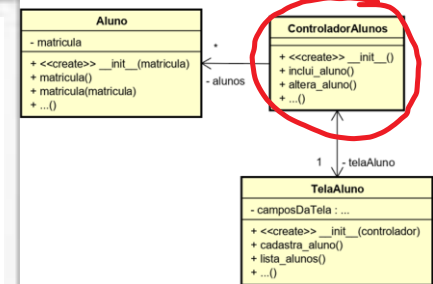 Aluno
- matricula
+ <<create>> __init__(matricula)
+ matricula()
+ matricula(matricula)
+ ...()
*
- alunos
ControladorAlunos
+ <<create>> __init__()
+ inclui_aluno()
+ altera_aluno()
+ ...()
1
- telaAluno
TelaAluno
- camposDaTela : ...
+ <<create>> __init__(controlador)
+ cadastra_aluno()
+ lista_alunos()
+ ...()